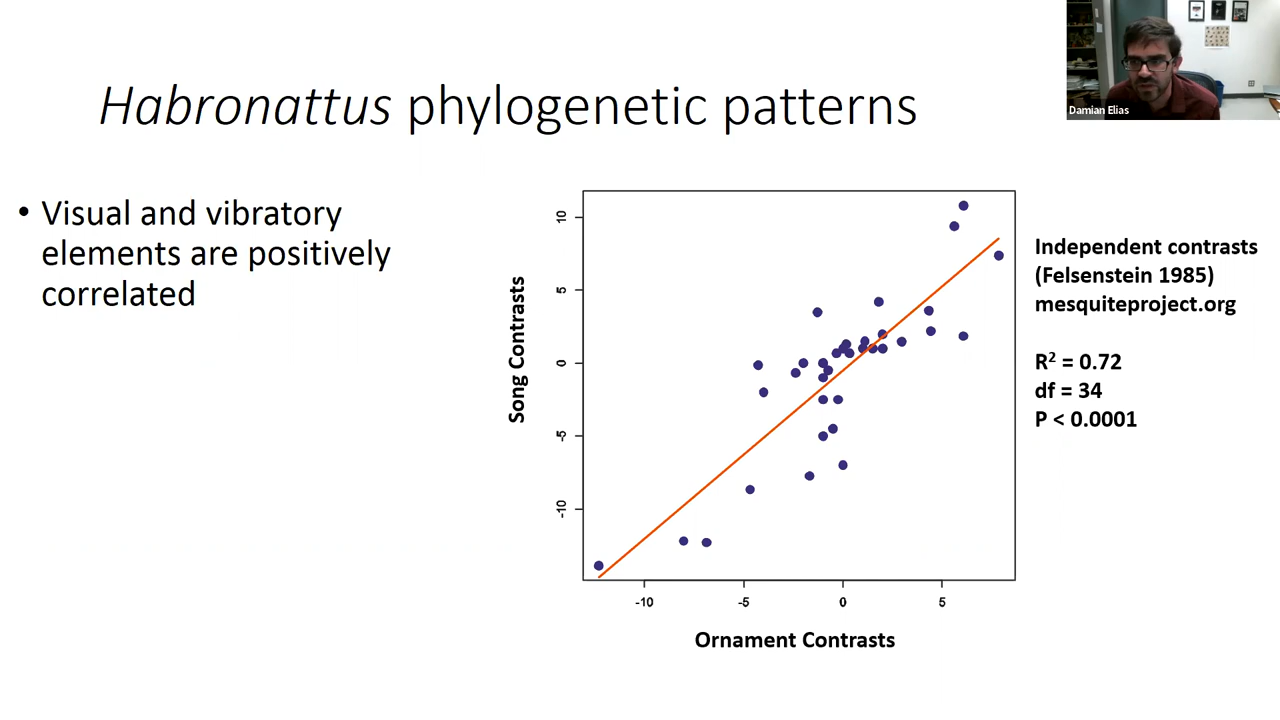 Habronattus phylogenetic patterns
Damian Elias
• Visual and vibratory
elements are positively
correlated
Song Contrasts
10
5
0
-5
-10
-10
-5
0
5
Ornament Contrasts
Independent contrasts
(Felsenstein 1985)
mesquiteproject.org
R² = 0.72
df = 34
P < 0.0001